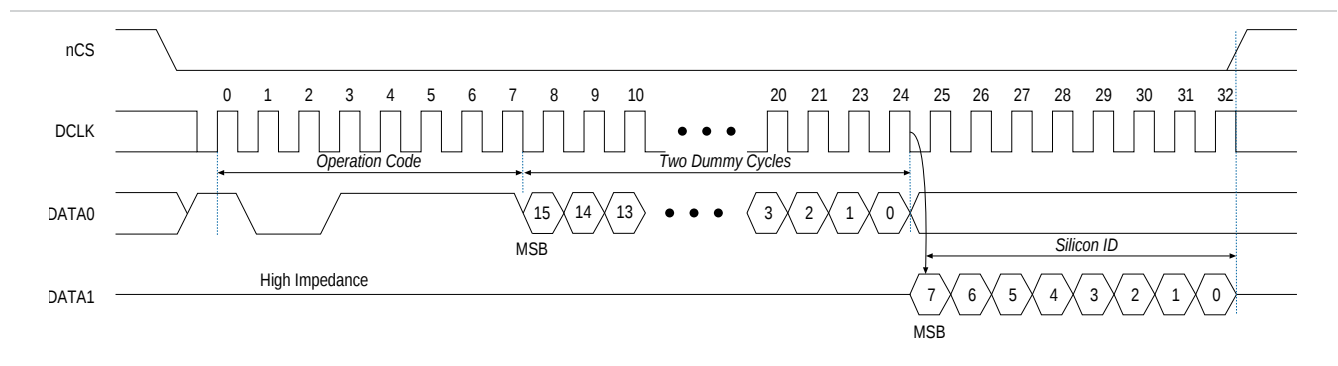 nCS
0 1 2 3 4 5 6 7 8 9 10 20 21 23 24 25 26 27 28 29 30 31 32
DCLK
Operation Code Two Dummy Cycles
DATA0 15 14 13 3 2 1 0
MSB Silicon ID
High Impedance
DATA1 7 6 5 4 3 2 1 0
MSB